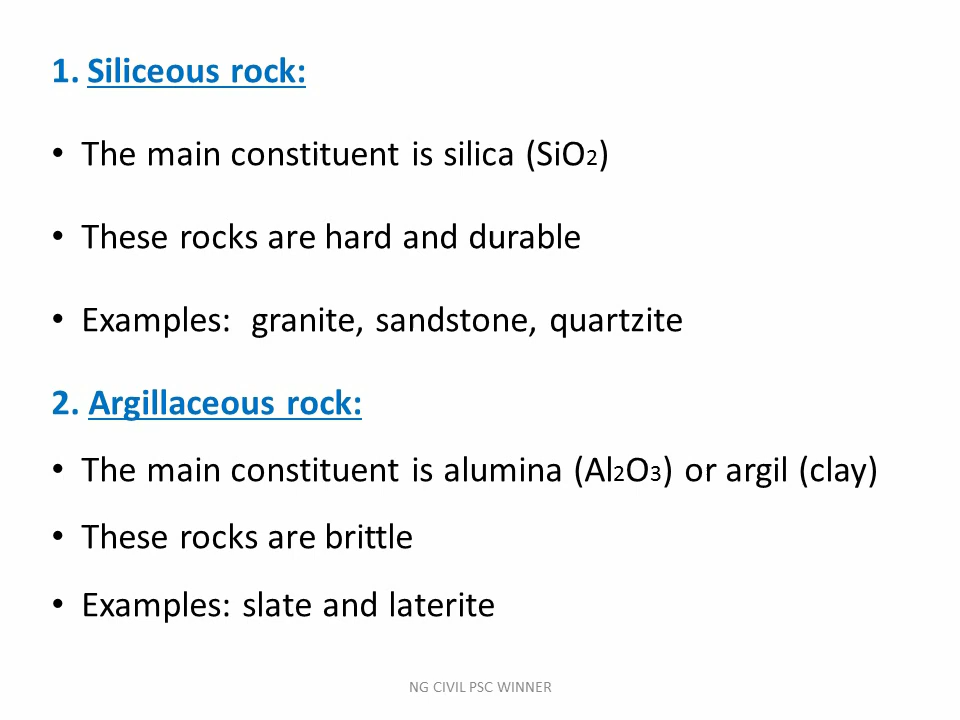 1. Siliceous rock:
• The main constituent is silica (SiO2)
• These rocks are hard and durable
• Examples:  granite, sandstone, quartzite
2. Argillaceous rock:
• The main constituent is alumina (Al2O3) or argil (clay)
• These rocks are brittle
• Examples: slate and laterite
NG CIVIL PSC WINNER